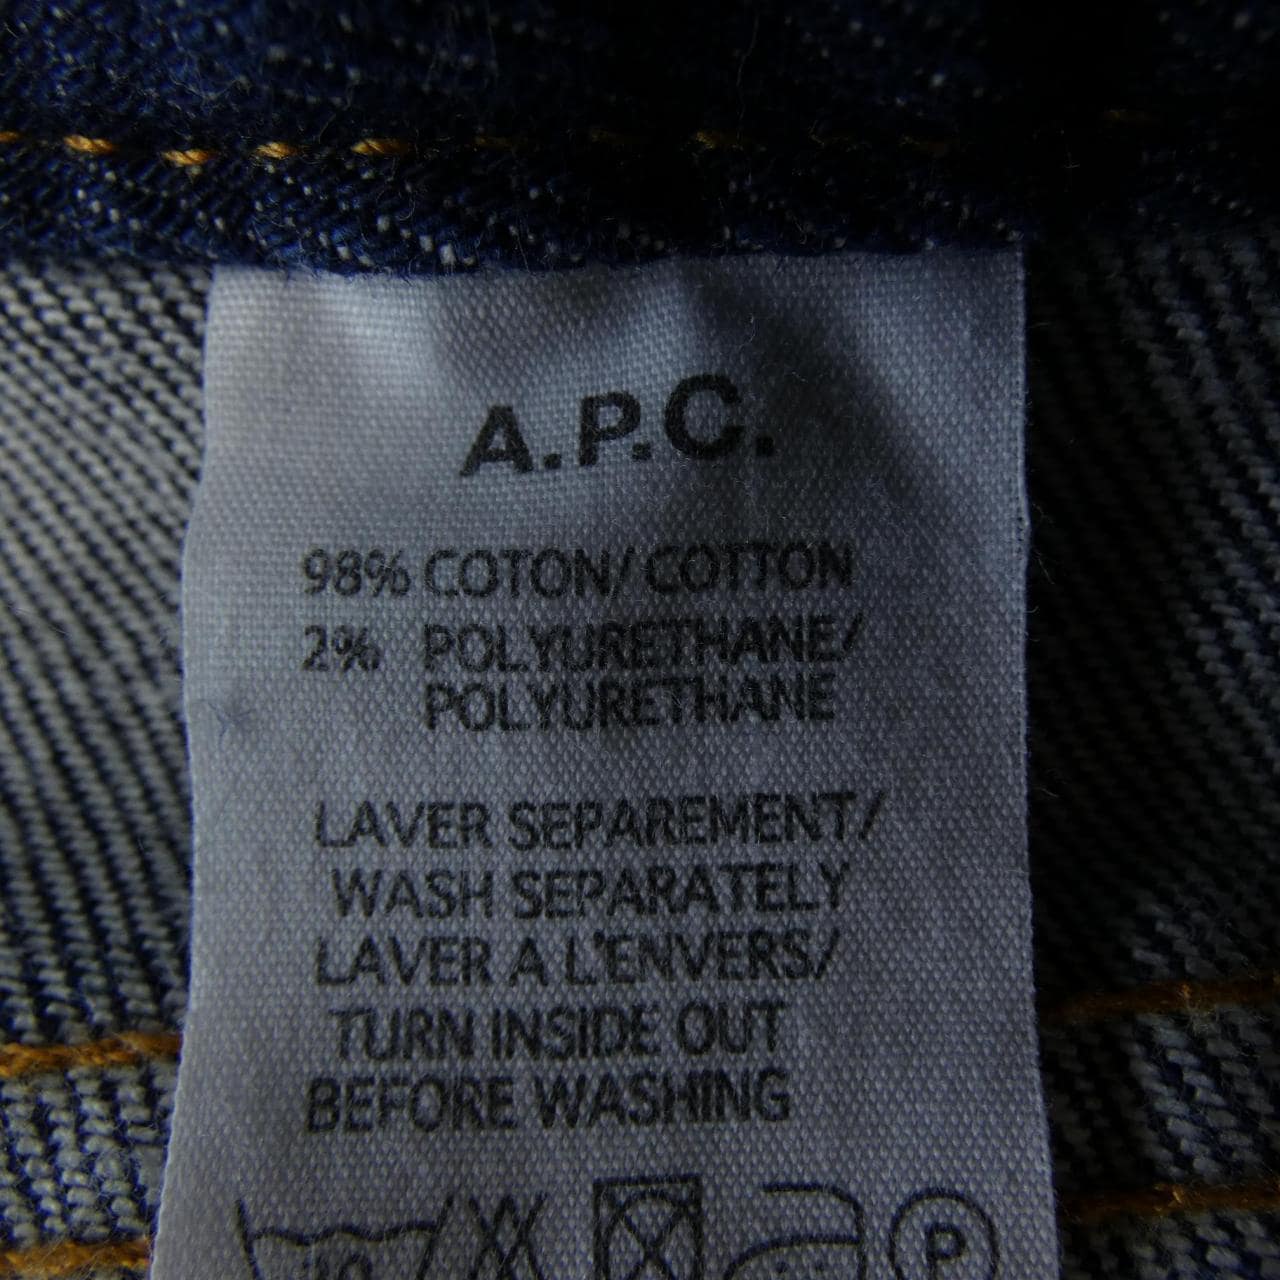 A.P.C.
98% COTON/ COTTON
2% POLYURETHANE/
POLYURETHANE
LAVER SEPAREMENT/
WASH SEPARATELY
LAVER A L'ENVERS/
TURN INSIDE OUT
BEFORE WASHING
P